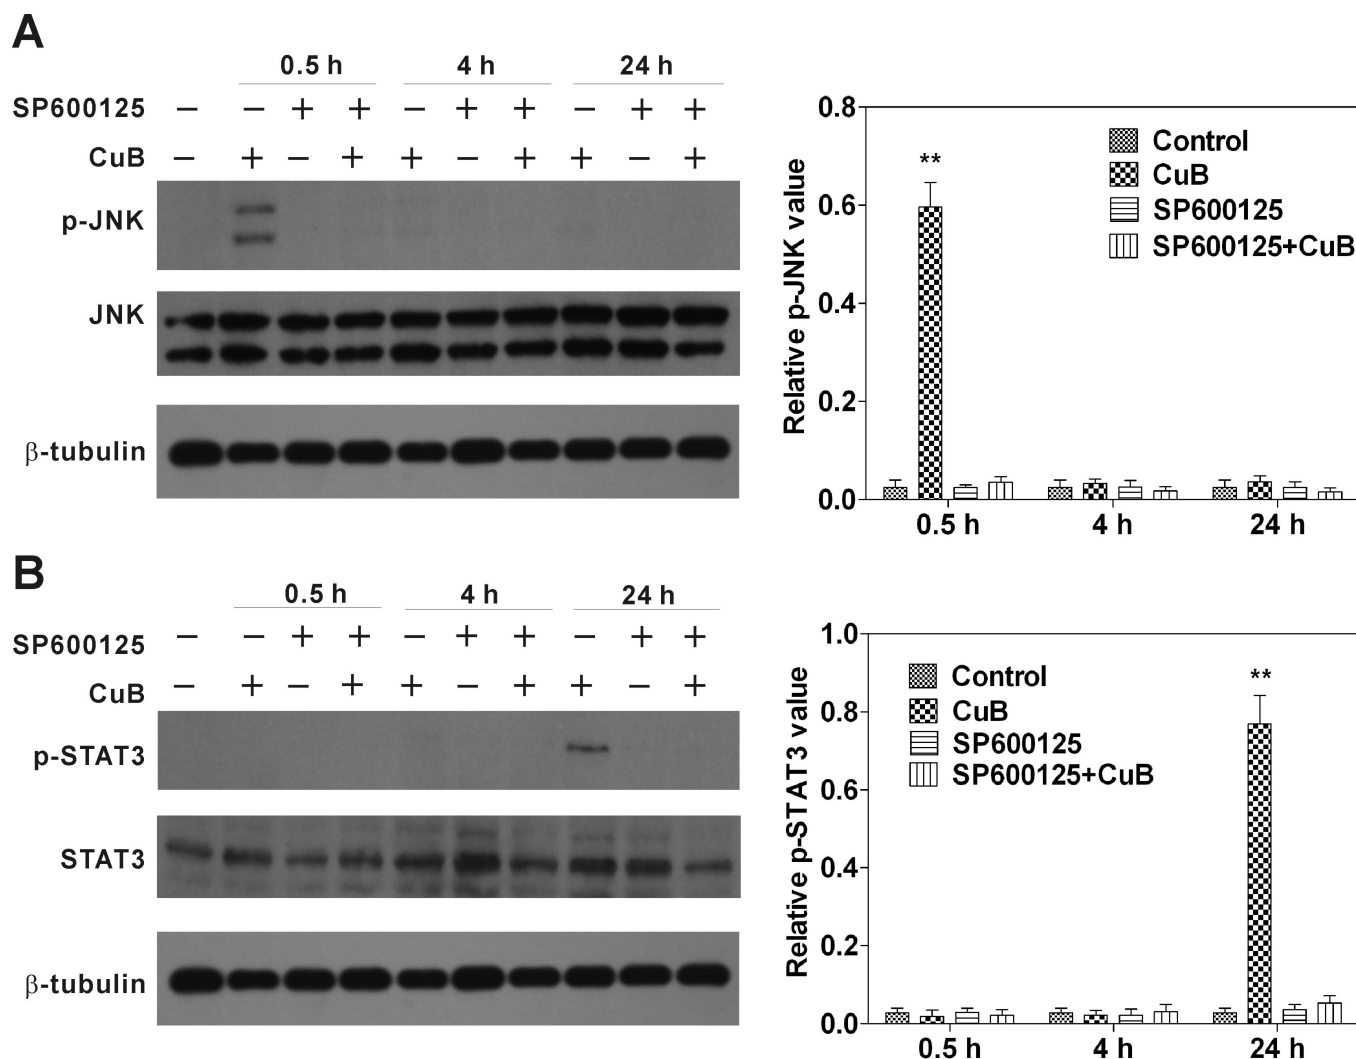 A
0.5 h 4 h 24 h
SP600125 − − + + − + + − + +
CuB − + − + + − + + − +
p-JNK
JNK
β-tubulin
Relative p-JNK value
0.8
0.6
0.4
0.2
0.0
**
Control
CuB
SP600125
SP600125+CuB
0.5 h 4 h 24 h
B
0.5 h 4 h 24 h
SP600125 − − + + − + + − + +
CuB − + − + + − + + − +
p-STAT3
STAT3
β-tubulin
Relative p-STAT3 value
1.0
0.8
0.6
0.4
0.2
0.0
Control
CuB
SP600125
SP600125+CuB
**
0.5 h 4 h 24 h